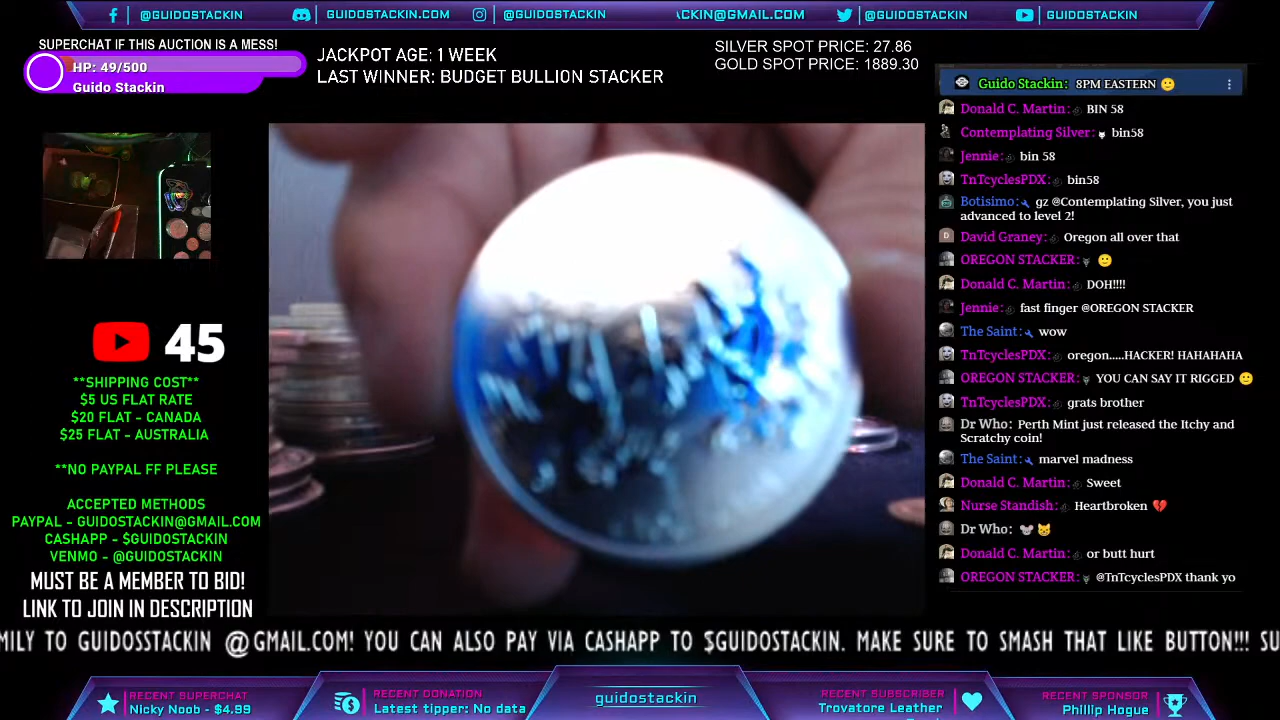 @GUIDOSTACKIN
GUIDOSTACKIN.COM
@GUIDOSTACKIN
ACKIN@GMAIL.COM
@GUIDOSTACKIN
GUIDOSTACKIN
SUPERCHAT IF THIS AUCTION IS A MESS!
HP: 49/500
Guido Stackin
JACKPOT AGE: 1 WEEK
LAST WINNER: BUDGET BULLION STACKER
SILVER SPOT PRICE: 27.86
GOLD SPOT PRICE: 1889.30
45
**SHIPPING COST**
$5 US FLAT RATE
$20 FLAT - CANADA
$25 FLAT - AUSTRALIA
**NO PAYPAL FF PLEASE
ACCEPTED METHODS
PAYPAL - GUIDOSTACKIN@GMAIL.COM
CASHAPP - $GUIDOSTACKIN
VENMO - @GUIDOSTACKIN
MUST BE A MEMBER TO BID!
LINK TO JOIN IN DESCRIPTION
Guido Stackin: 8PM EASTERN 🙂
Donald C. Martin: BIN 58
Contemplating Silver: bin58
Jennie: bin 58
TnTcyclesPDX: bin58
Botisimo: gz @Contemplating Silver, you just
advanced to level 2!
David Graney: Oregon all over that
OREGON STACKER: 🙂
Donald C. Martin: DOH!!!!
Jennie: fast finger @OREGON STACKER
The Saint: wow
TnTcyclesPDX: oregon.....HACKER! HAHAHAHA
OREGON STACKER: YOU CAN SAY IT RIGGED 🙂
TnTcyclesPDX: grats brother
Dr Who: Perth Mint just released the Itchy and
Scratchy coin!
The Saint: marvel madness
Donald C. Martin: Sweet
Nurse Standish: Heartbroken 💔
Dr Who: 🐭😺
Donald C. Martin: or butt hurt
OREGON STACKER: @TnTcyclesPDX thank yo
MILY TO GUIDOSSTACKIN @GMAIL.COM! YOU CAN ALSO PAY VIA CASHAPP TO $GUIDOSTACKIN. MAKE SURE TO SMASH THAT LIKE BUTTON!!! SU
RECENT SUPERCHAT
Nicky Noob - $4.99
RECENT DONATION
Latest tipper: No data
guidostackin
RECENT SUBSCRIBER
Trovatore Leather
RECENT SPONSOR
Phillip Hogue